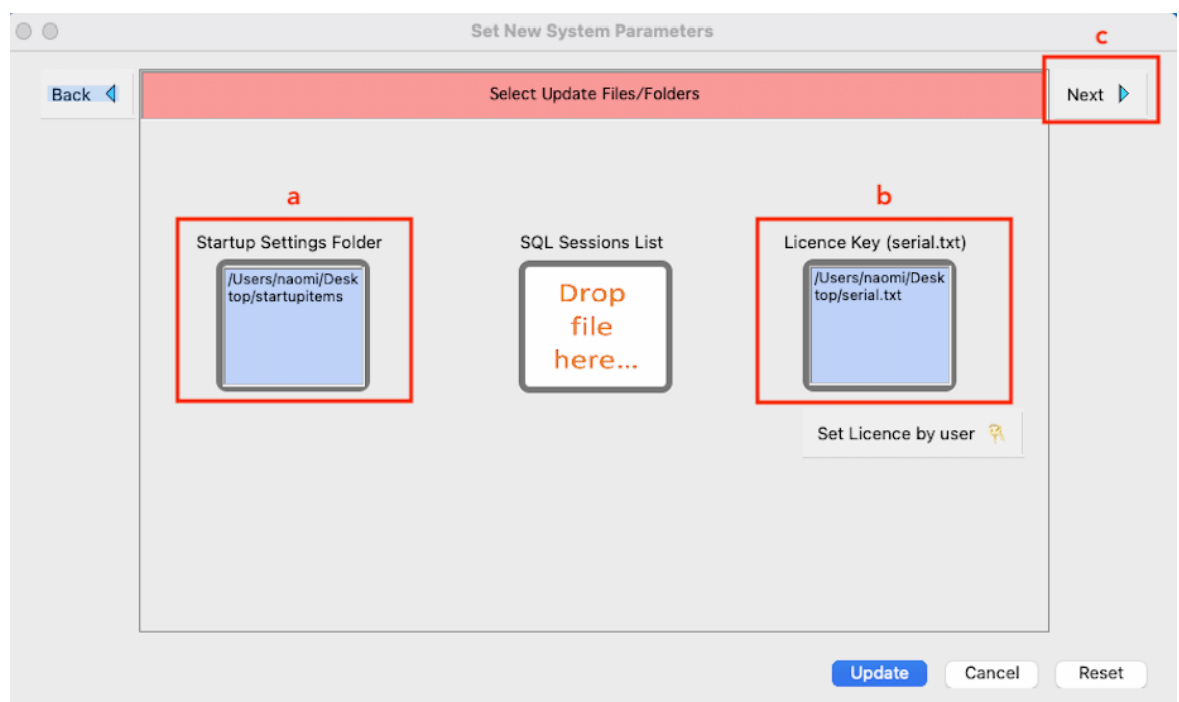 Set New System Parameters
c
Back
Select Update Files/Folders
Next
a
b
Startup Settings Folder
SQL Sessions List
Licence Key (serial.txt)
/Users/naomi/Desk
top/startupitems
Drop
file
here...
/Users/naomi/Desk
top/serial.txt
Set Licence by user
Update
Cancel
Reset